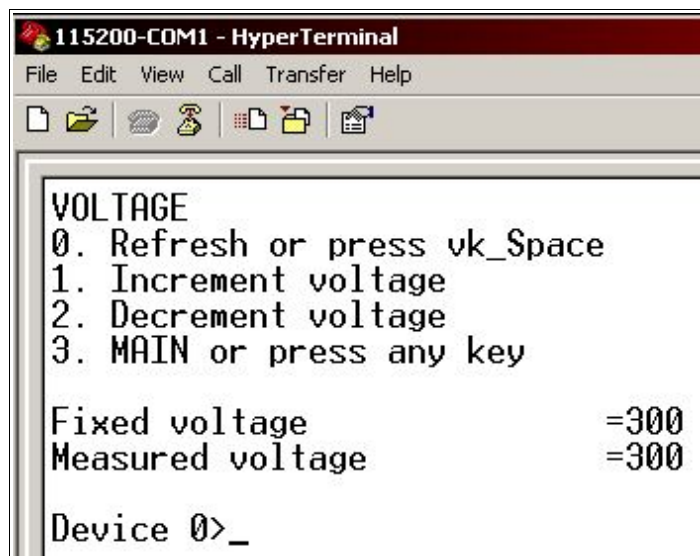 115200-COM1 - HyperTerminal
File Edit View Call Transfer Help
VOLTAGE
0. Refresh or press vk_Space
1. Increment voltage
2. Decrement voltage
3. MAIN or press any key
Fixed voltage =300
Measured voltage =300
Device 0>_